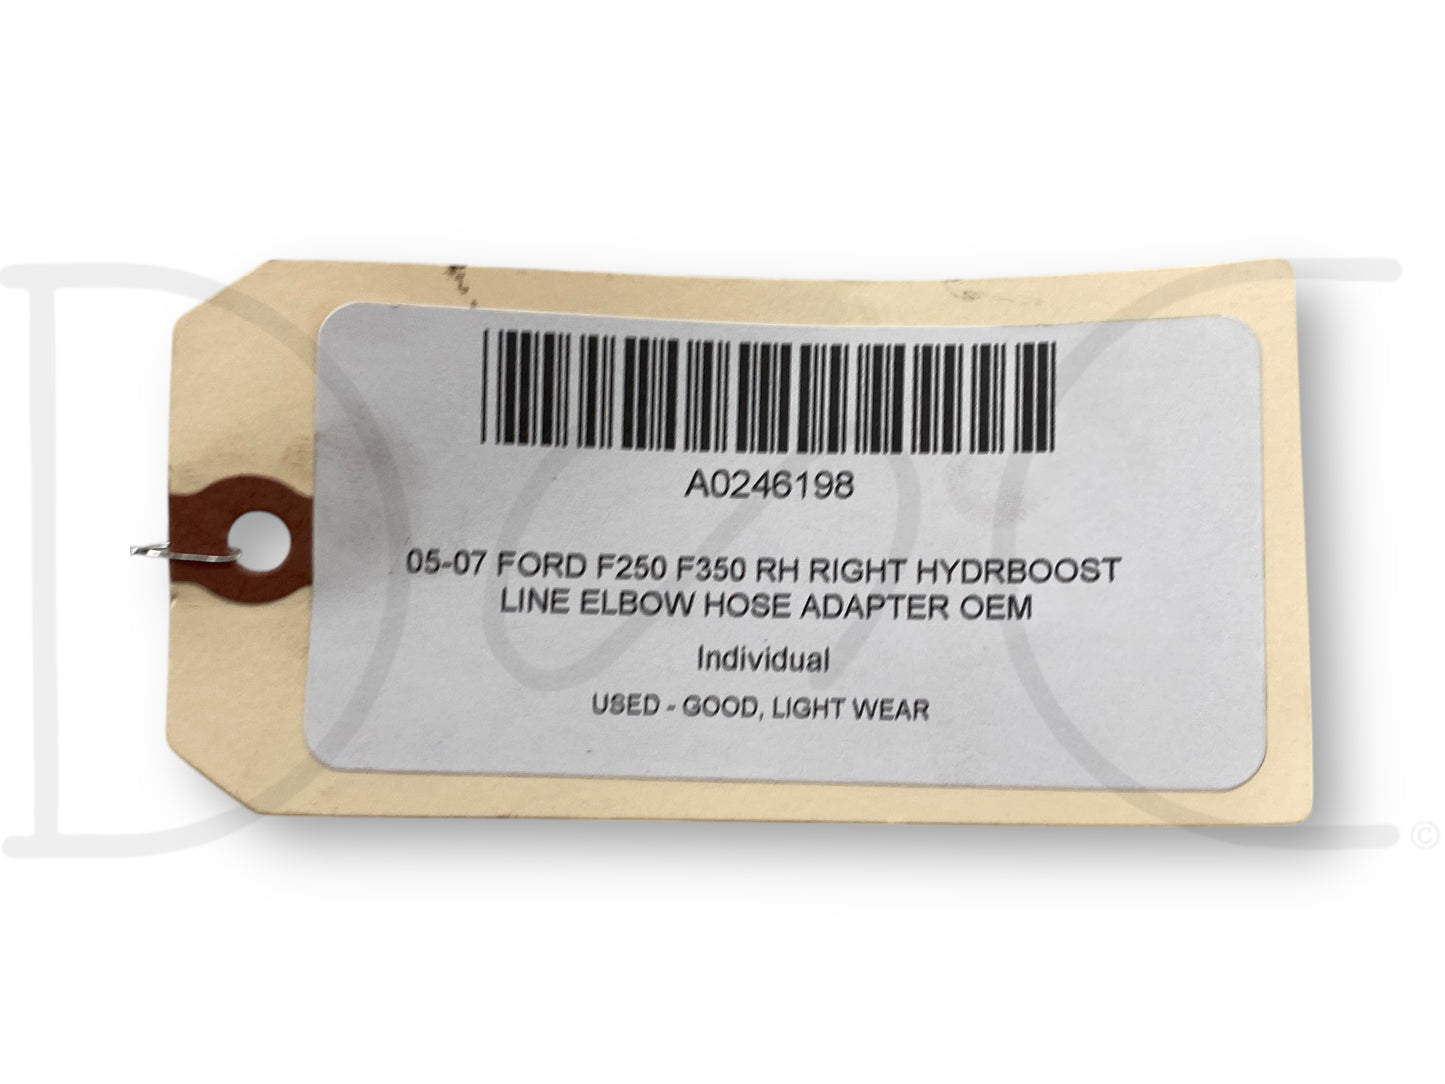 A0246198
05-07 FORD F250 F350 RH RIGHT HYDRBOOST
LINE ELBOW HOSE ADAPTER OEM
Individual
USED - GOOD, LIGHT WEAR
©